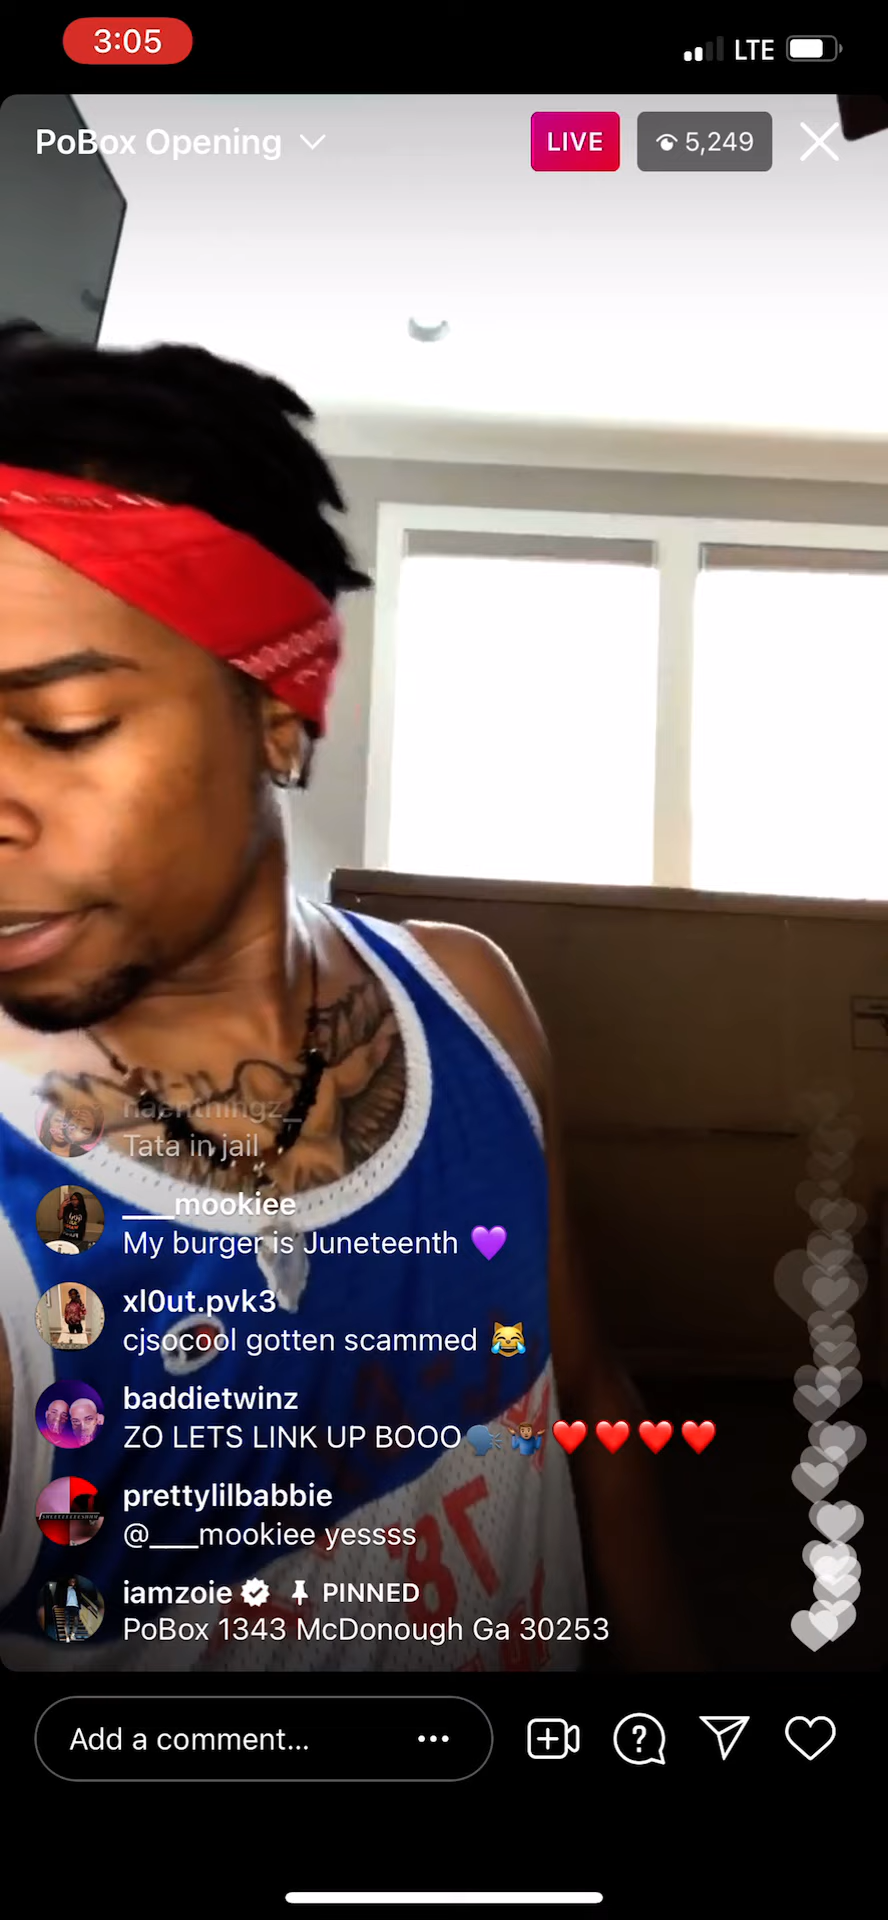 3:05
LTE
PoBox Opening
LIVE
5,249
naenthingz_
Tata in jail
___mookiee
My burger is Juneteenth 💜
xl0ut.pvk3
cjsocool gotten scammed 😹
baddietwinz
ZO LETS LINK UP BOOO🗣️🤷🏽‍♂️❤️❤️❤️❤️
prettylilbabbie
@___mookiee yessss
iamzoie PINNED
PoBox 1343 McDonough Ga 30253
Add a comment...